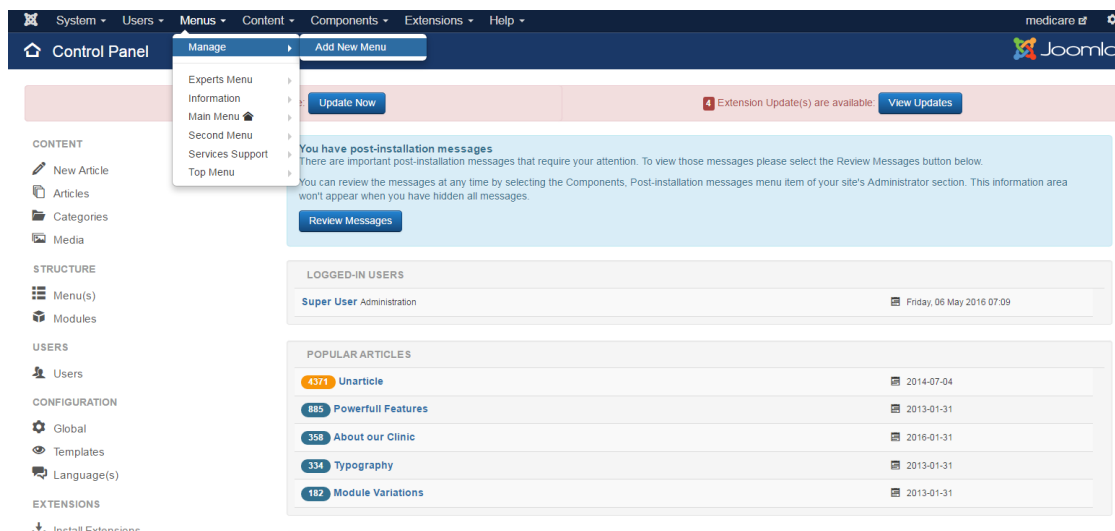 System Users Menus Content Components Extensions Help medicare
Control Panel
Manage
Add New Menu
Experts Menu
Information
Main Menu
Second Menu
Services Support
Top Menu
Update Now
4 Extension Update(s) are available: View Updates
CONTENT
New Article
Articles
Categories
Media
STRUCTURE
Menu(s)
Modules
USERS
Users
CONFIGURATION
Global
Templates
Language(s)
EXTENSIONS
Install Extensions
You have post-installation messages
There are important post-installation messages that require your attention. To view those messages please select the Review Messages button below.
You can review the messages at any time by selecting the Components, Post-installation messages menu item of your site's Administrator section. This information area
won't appear when you have hidden all messages.
Review Messages
LOGGED-IN USERS
Super User Administration Friday, 06 May 2016 07:09
POPULAR ARTICLES
4371 Unarticle 2014-07-04
885 Powerfull Features 2013-01-31
358 About our Clinic 2016-01-31
334 Typography 2013-01-31
182 Module Variations 2013-01-31